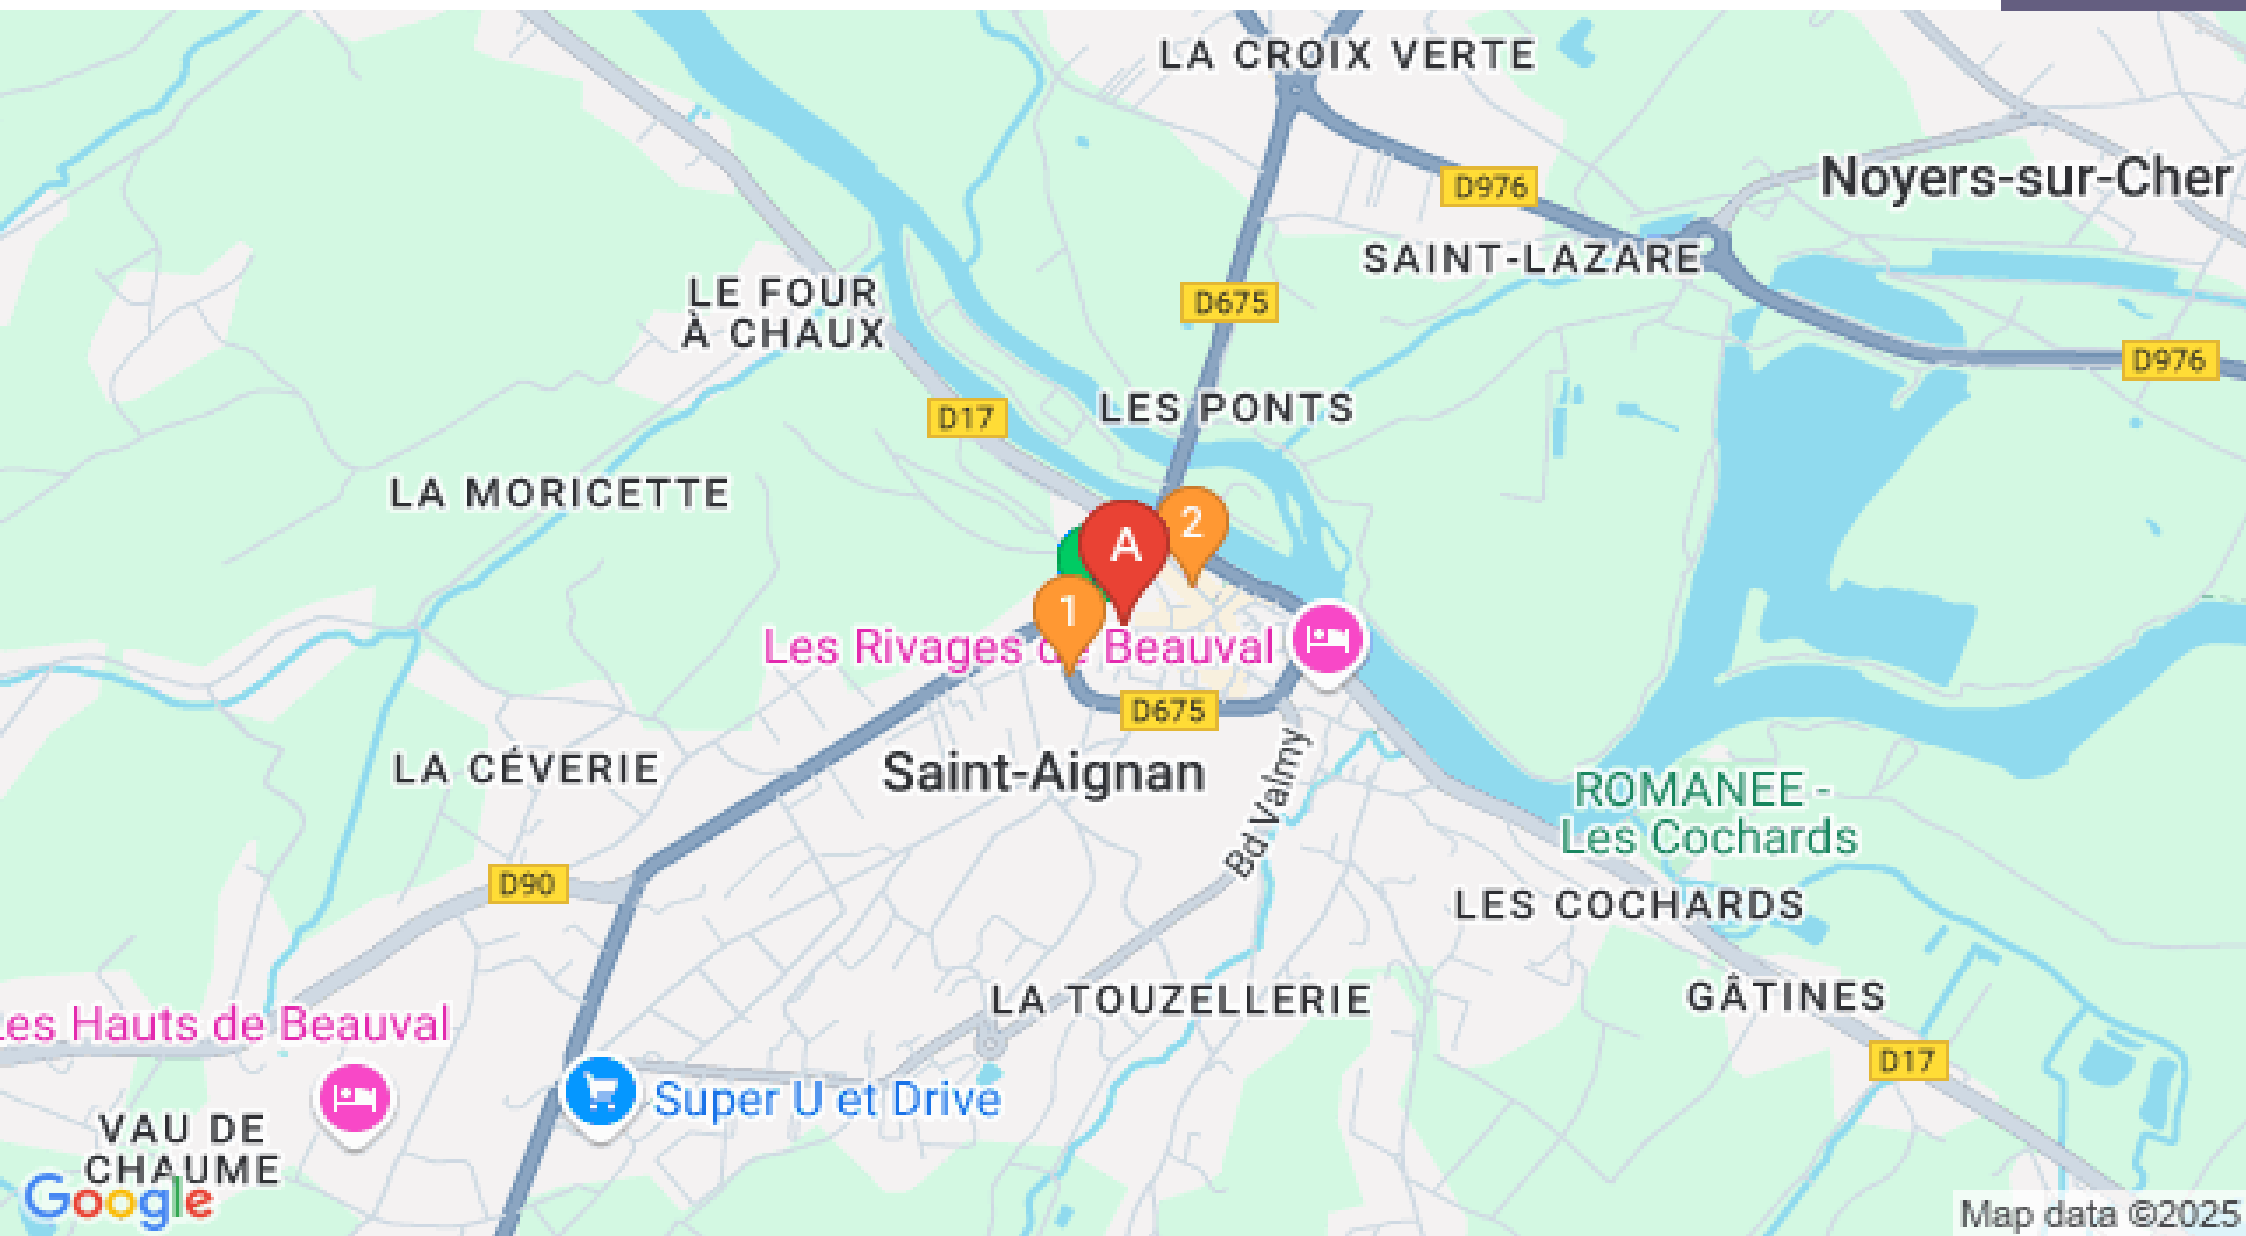 LA CROIX VERTE
D976
Noyers-sur-Cher
SAINT-LAZARE
LE FOUR
À CHAUX
D675
D976
D17
LES PONTS
LA MORICETTE
2
A
1
Les Rivages de Beauval
D675
Saint-Aignan
LA CÉVERIE
Bd Valmy
ROMANEE -
Les Cochards
D90
LES COCHARDS
LA TOUZELLERIE
GÂTINES
Les Hauts de Beauval
D17
Super U et Drive
VAU DE
CHAUME
Google
Map data ©2025